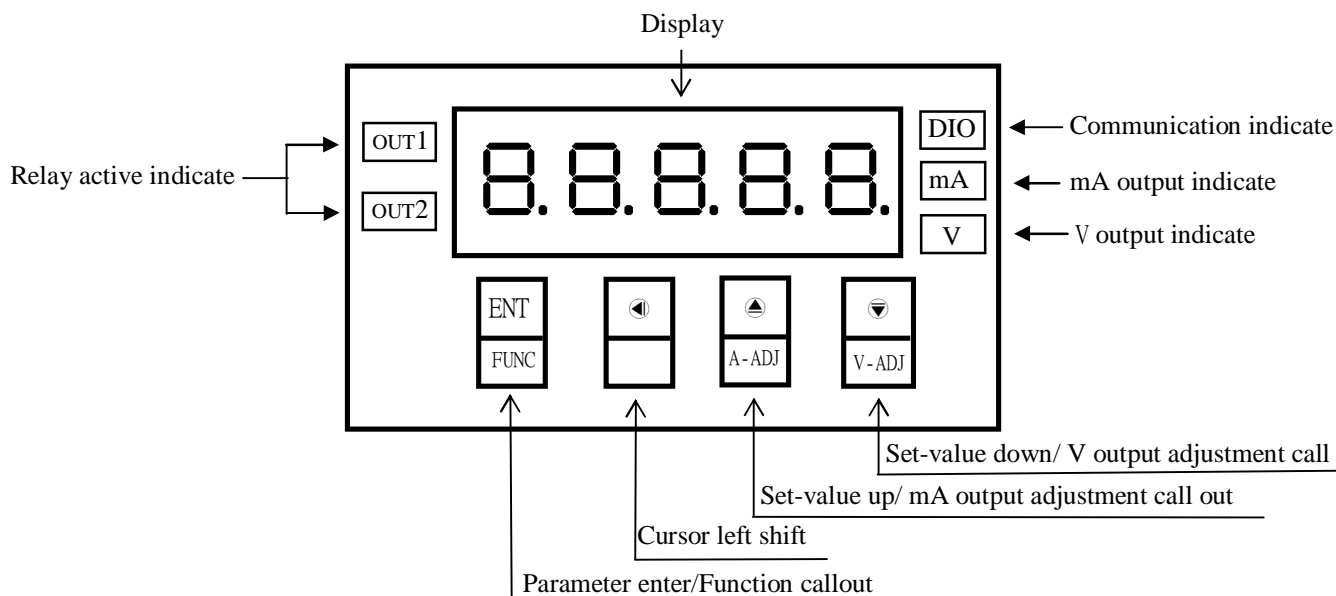 Display
OUT1
DIO
Communication indicate
Relay active indicate
8.8.8.8.8.
mA
mA output indicate
OUT2
V
V output indicate
ENT
FUNC
A-ADJ
V-ADJ
Set-value down/ V output adjustment call
Set-value up/ mA output adjustment call out
Cursor left shift
Parameter enter/Function callout